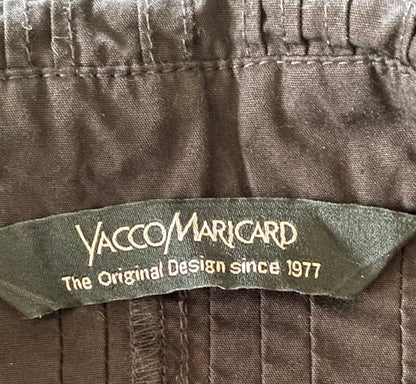 YACCOMARICARD
The Original Design since 1977